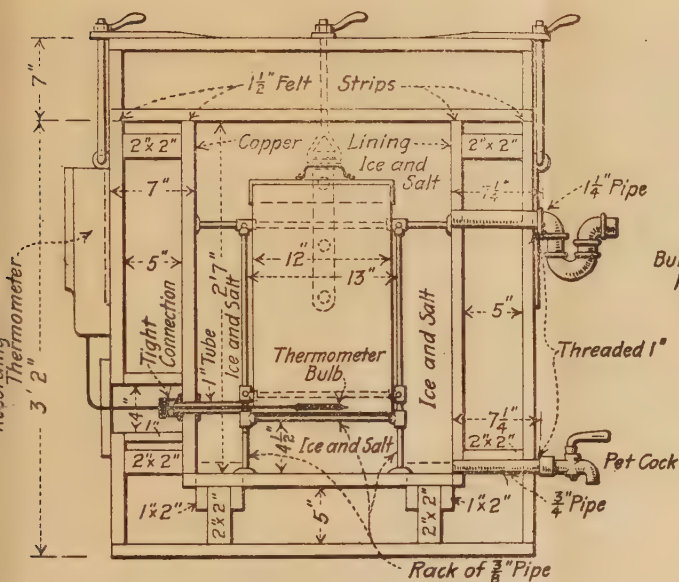 7"
1½" Felt Strips
2"x 2"
Copper Lining
2"x 2"
Ice and Salt
7"
7¼"
1¼" Pipe
5"
12"
13"
2'7"
5"
Thermometer
3' 2"
Tight Connection
1" Tube
Ice and Salt
Thermometer Bulb
Ice and Salt
Threaded 1"
4"
1"
4½"
Ice and Salt
7¼"
2"x 2"
2"x 2"
Pet Cock
¾" Pipe
1"x 2"
2"x 2"
5"
2"x 2"
1"x 2"
Rack of ⅜" Pipe